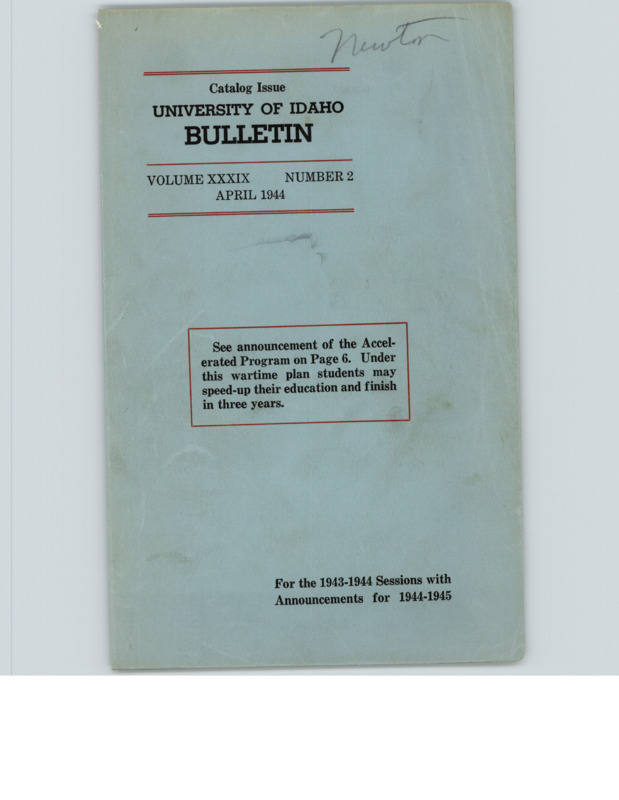 Newton
Catalog Issue
UNIVERSITY OF IDAHO
BULLETIN
VOLUME XXXIX NUMBER 2
APRIL 1944
See announcement of the Accel-
erated Program on Page 6. Under
this wartime plan students may
speed-up their education and finish
in three years.
For the 1943-1944 Sessions with
Announcements for 1944-1945